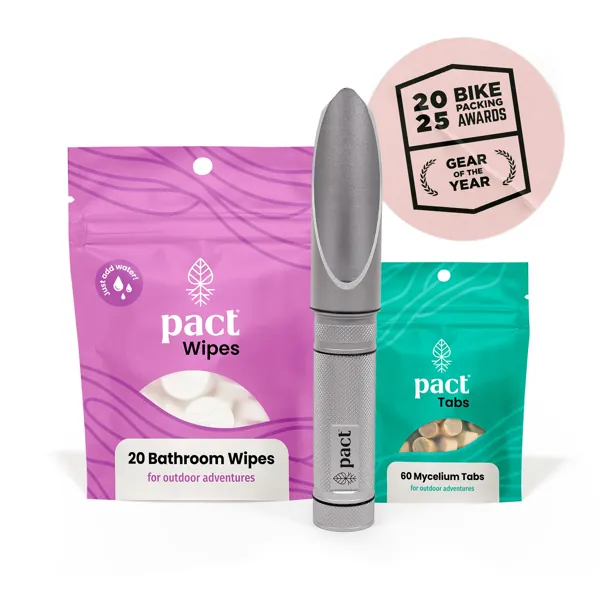 20 BIKE
PACKING
25 AWARDS
GEAR
OF THE
YEAR
Just add water!
pact
Wipes
20 Bathroom Wipes
for outdoor adventures
pact
pact
Tabs
60 Mycelium Tabs
for outdoor adventures